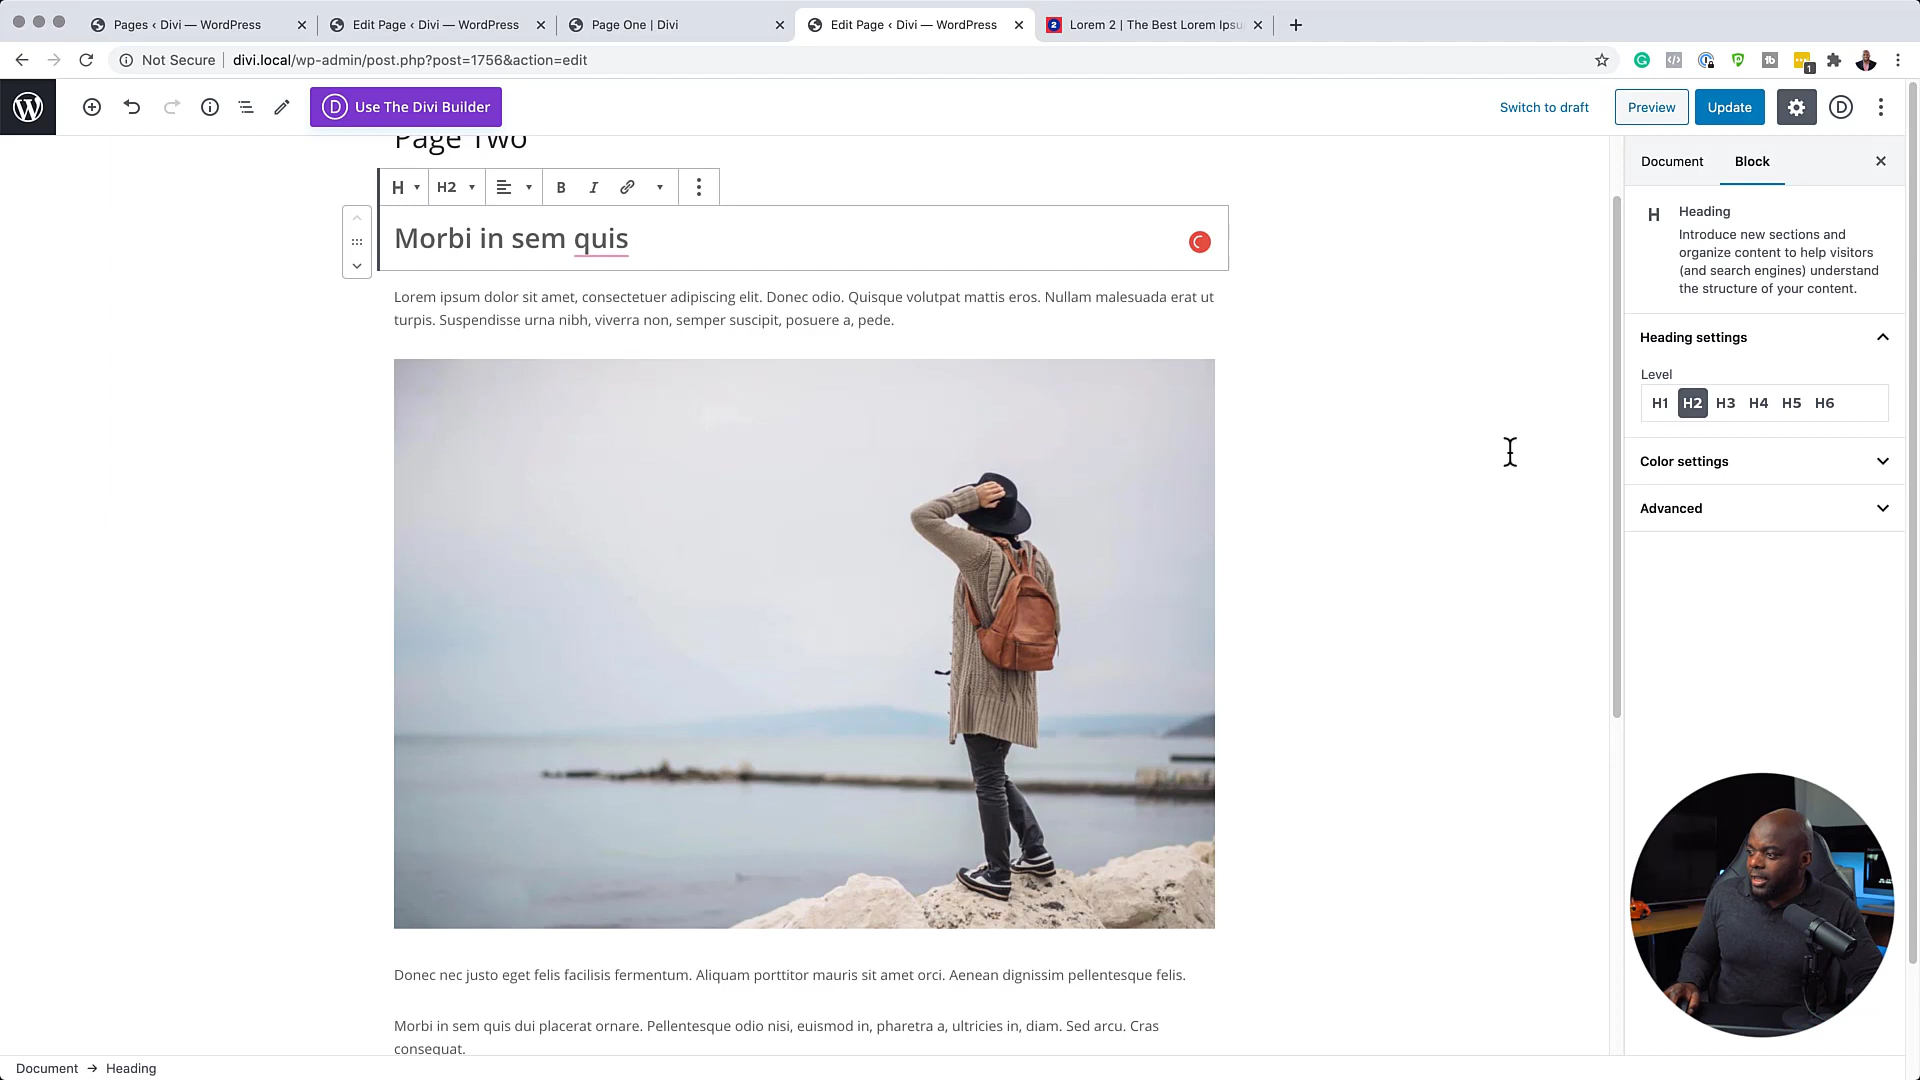 Pages ‹ Divi — WordPress
Edit Page ‹ Divi — WordPress
Page One | Divi
Edit Page ‹ Divi — WordPress
Lorem 2 | The Best Lorem Ipsu
Not Secure
divi.local/wp-admin/post.php?post=1756&action=edit
1
D Use The Divi Builder
Switch to draft
Preview
Update
D
Page Two
Document
Block
H
H2
B
I
Morbi in sem quis
H
Heading
Introduce new sections and
organize content to help visitors
(and search engines) understand
the structure of your content.
Lorem ipsum dolor sit amet, consectetuer adipiscing elit. Donec odio. Quisque volutpat mattis eros. Nullam malesuada erat ut
turpis. Suspendisse urna nibh, viverra non, semper suscipit, posuere a, pede.
Heading settings
Level
H1 H2 H3 H4 H5 H6
Color settings
Advanced
Donec nec justo eget felis facilisis fermentum. Aliquam porttitor mauris sit amet orci. Aenean dignissim pellentesque felis.
Morbi in sem quis dui placerat ornare. Pellentesque odio nisi, euismod in, pharetra a, ultricies in, diam. Sed arcu. Cras
consequat.
Document → Heading